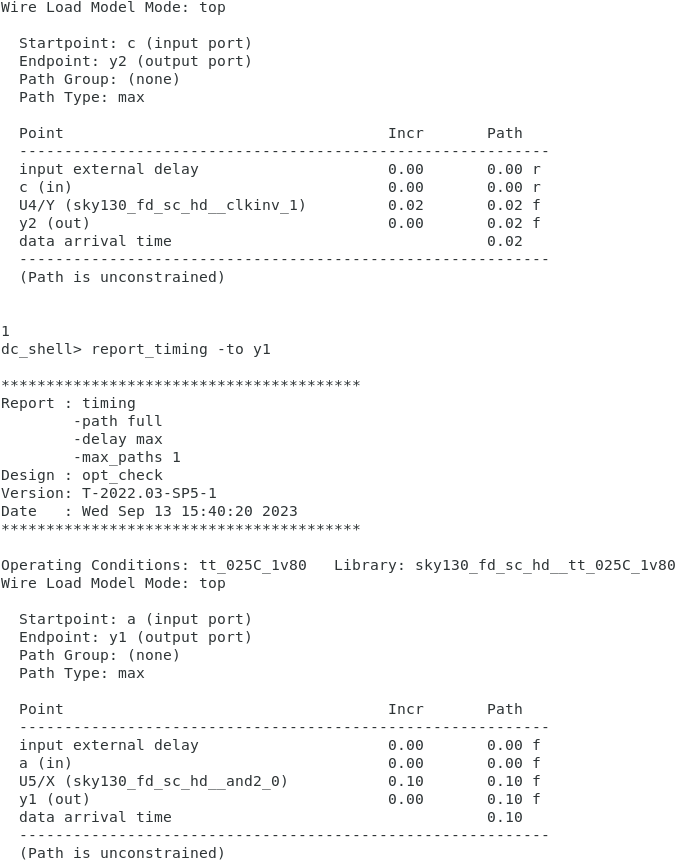 Wire Load Model Mode: top
Startpoint: c (input port)
Endpoint: y2 (output port)
Path Group: (none)
Path Type: max
Point                                    Incr       Path
-----------------------------------------------------------
input external delay                     0.00       0.00 r
c (in)                                   0.00       0.00 r
U4/Y (sky130_fd_sc_hd__clkinv_1)         0.02       0.02 f
y2 (out)                                 0.00       0.02 f
data arrival time                                   0.02
-----------------------------------------------------------
(Path is unconstrained)
1
dc_shell> report_timing -to y1
****************************************
Report : timing
        -path full
        -delay max
        -max_paths 1
Design : opt_check
Version: T-2022.03-SP5-1
Date   : Wed Sep 13 15:40:20 2023
****************************************
Operating Conditions: tt_025C_1v80   Library: sky130_fd_sc_hd__tt_025C_1v80
Wire Load Model Mode: top
Startpoint: a (input port)
Endpoint: y1 (output port)
Path Group: (none)
Path Type: max
Point                                    Incr       Path
-----------------------------------------------------------
input external delay                     0.00       0.00 f
a (in)                                   0.00       0.00 f
U5/X (sky130_fd_sc_hd__and2_0)           0.10       0.10 f
y1 (out)                                 0.00       0.10 f
data arrival time                                   0.10
-----------------------------------------------------------
(Path is unconstrained)